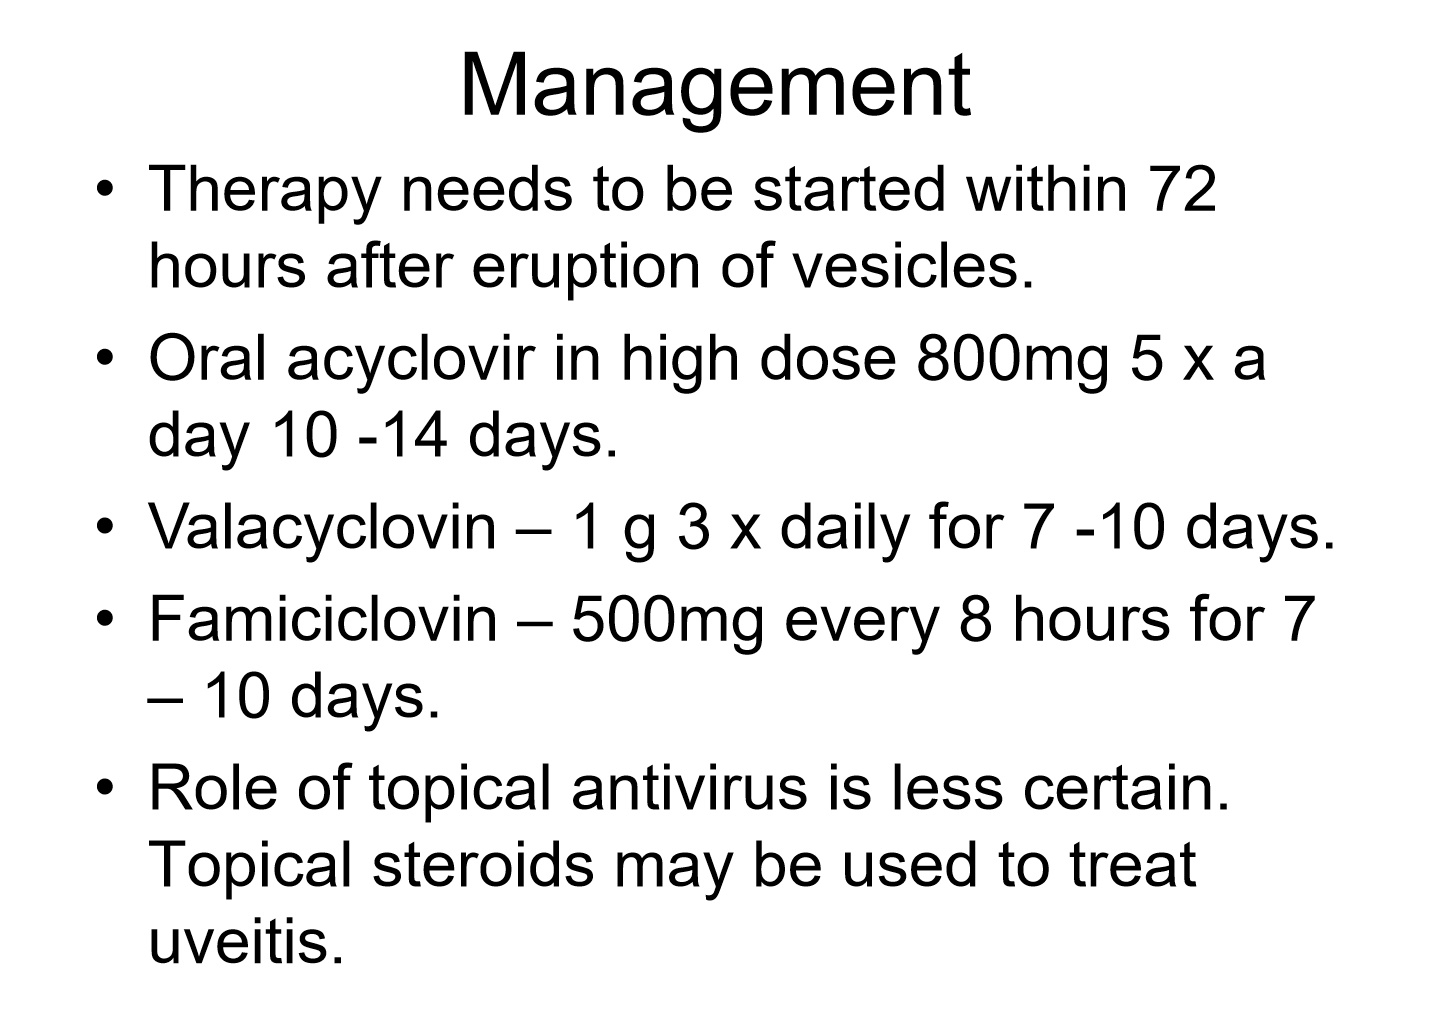 Management
• Therapy needs to be started within 72
hours after eruption of vesicles.
• Oral acyclovir in high dose 800mg 5 x a
day 10 -14 days.
• Valacyclovin – 1 g 3 x daily for 7 -10 days.
• Famiciclovin – 500mg every 8 hours for 7
– 10 days.
• Role of topical antivirus is less certain.
Topical steroids may be used to treat
uveitis.